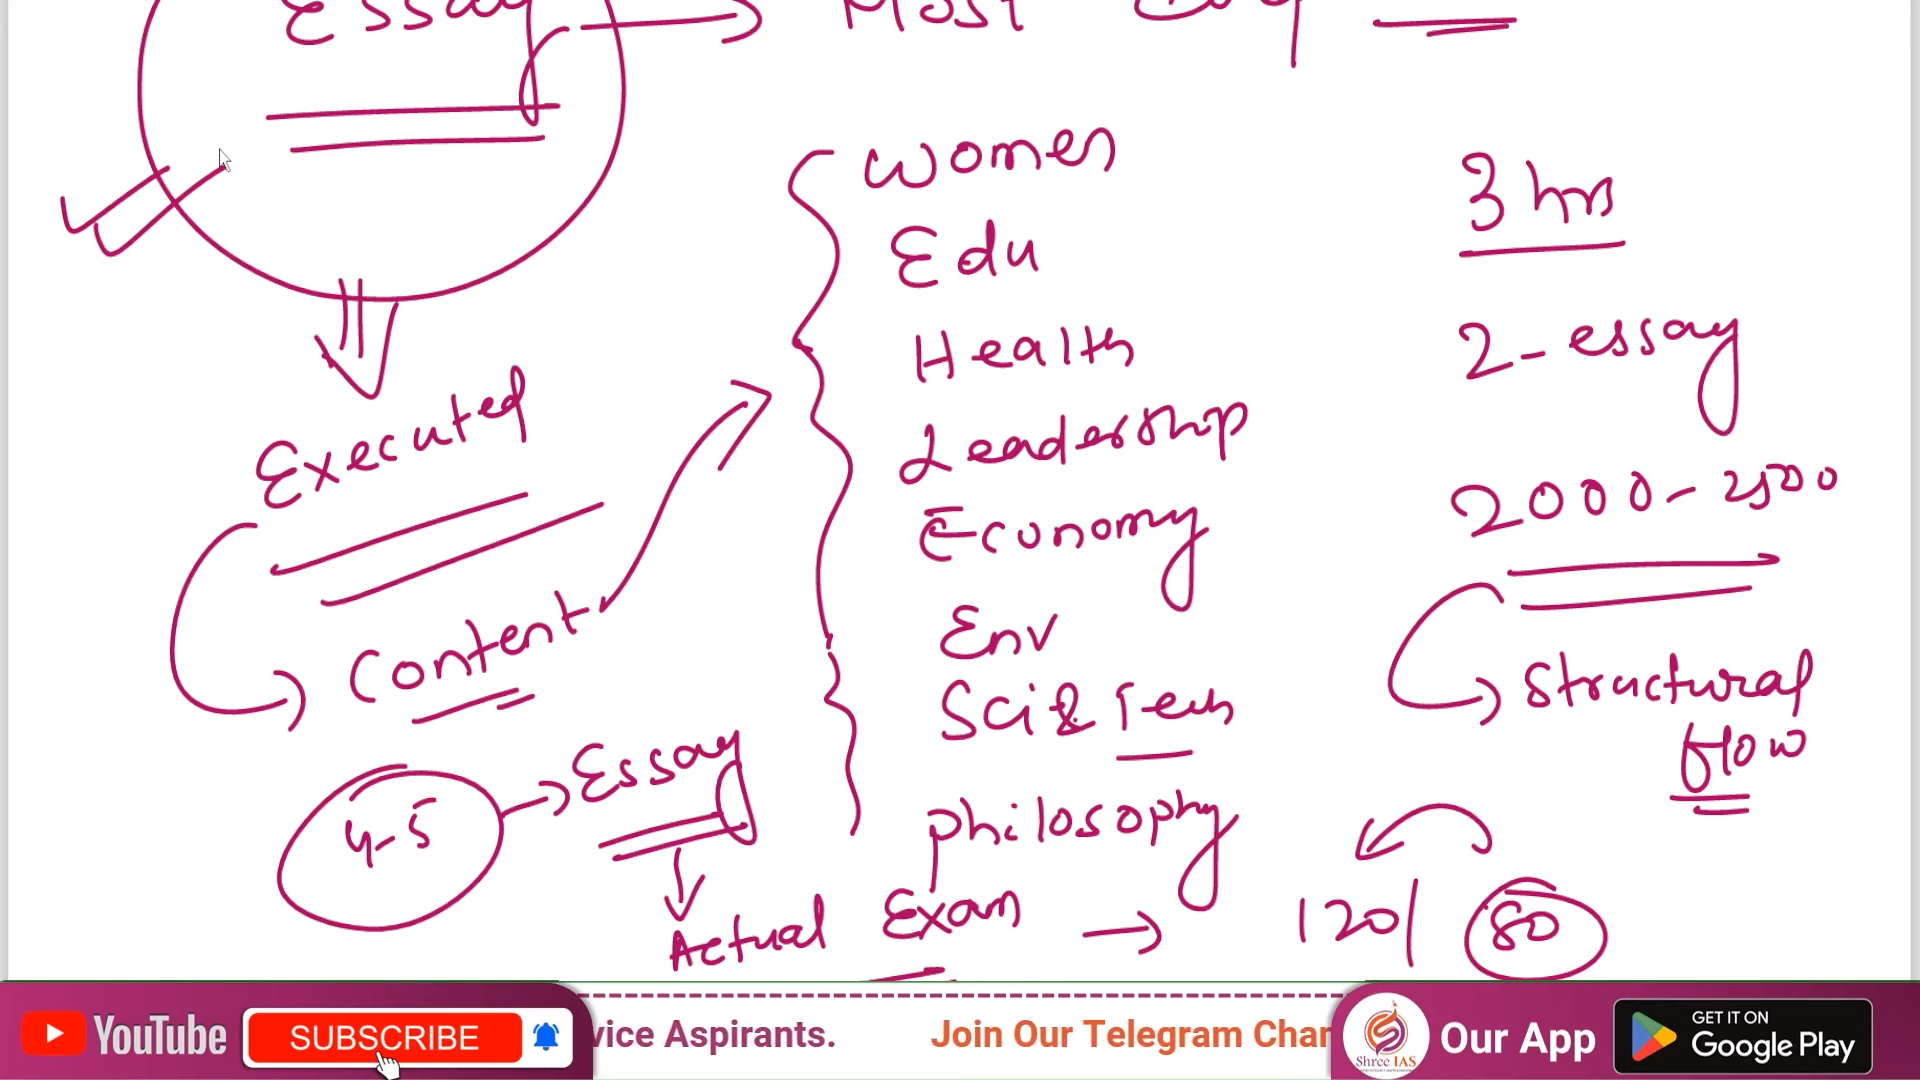 Essay → Most Imp
Women
Edu
Health
Leadership
Economy
Env
Sci & Tech
Philosophy
3 hrs
2 - essay
2000 - 2500
Structural
flow
Executed
Content
4-5 → Essay
Actual Exam → 120/ 80
YouTube
SUBSCRIBE
vice Aspirants.
Join Our Telegram Char
Shree IAS
Our App
GET IT ON
Google Play